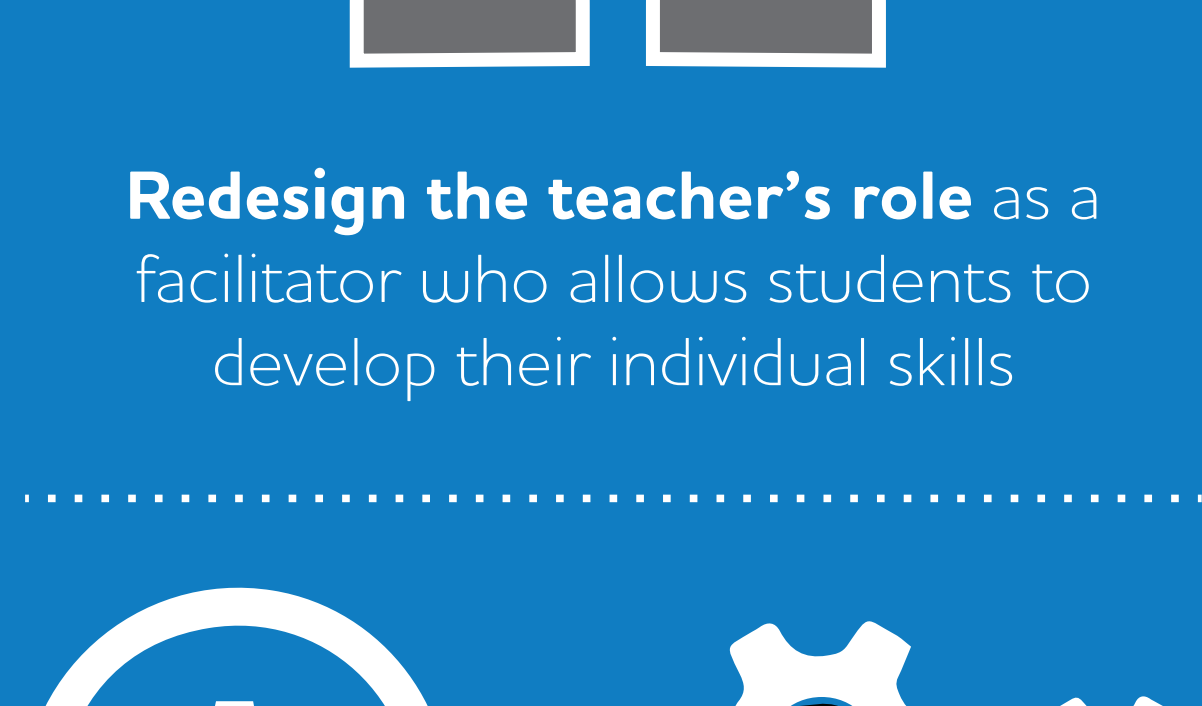 Redesign the teacher’s role as a
facilitator who allows students to
develop their individual skills